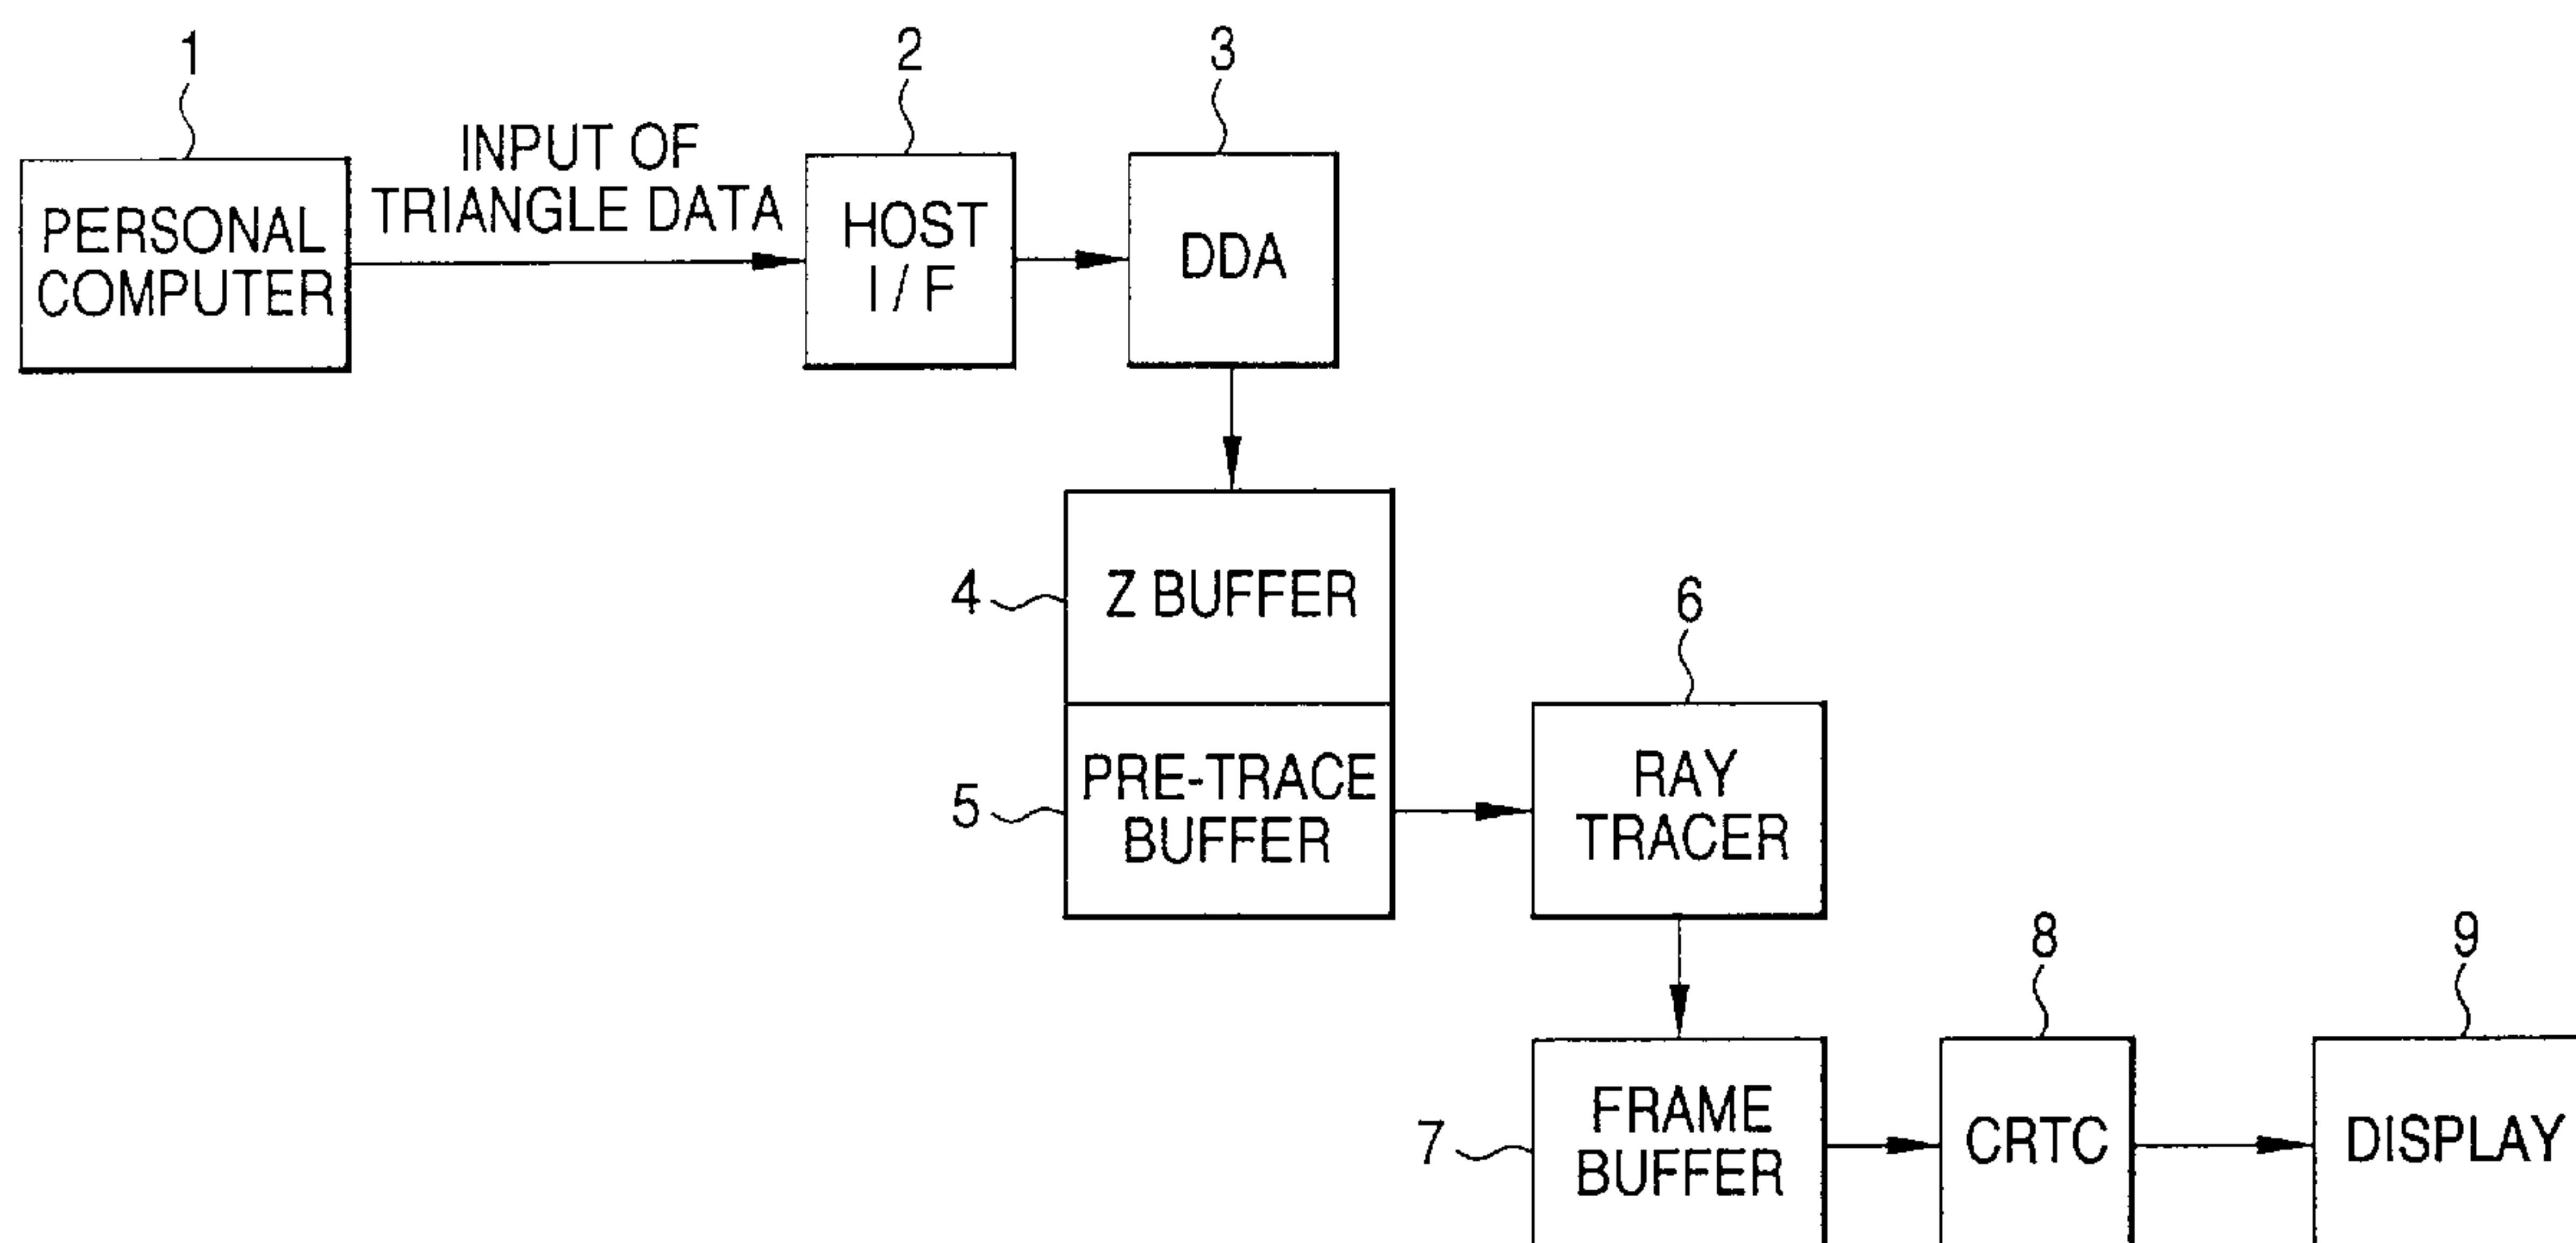 1
2
3
INPUT OF
TRIANGLE DATA
PERSONAL
COMPUTER
HOST
I / F
DDA
4
Z BUFFER
6
5
PRE-TRACE
BUFFER
RAY
TRACER
8
9
7
FRAME
BUFFER
CRTC
DISPLAY